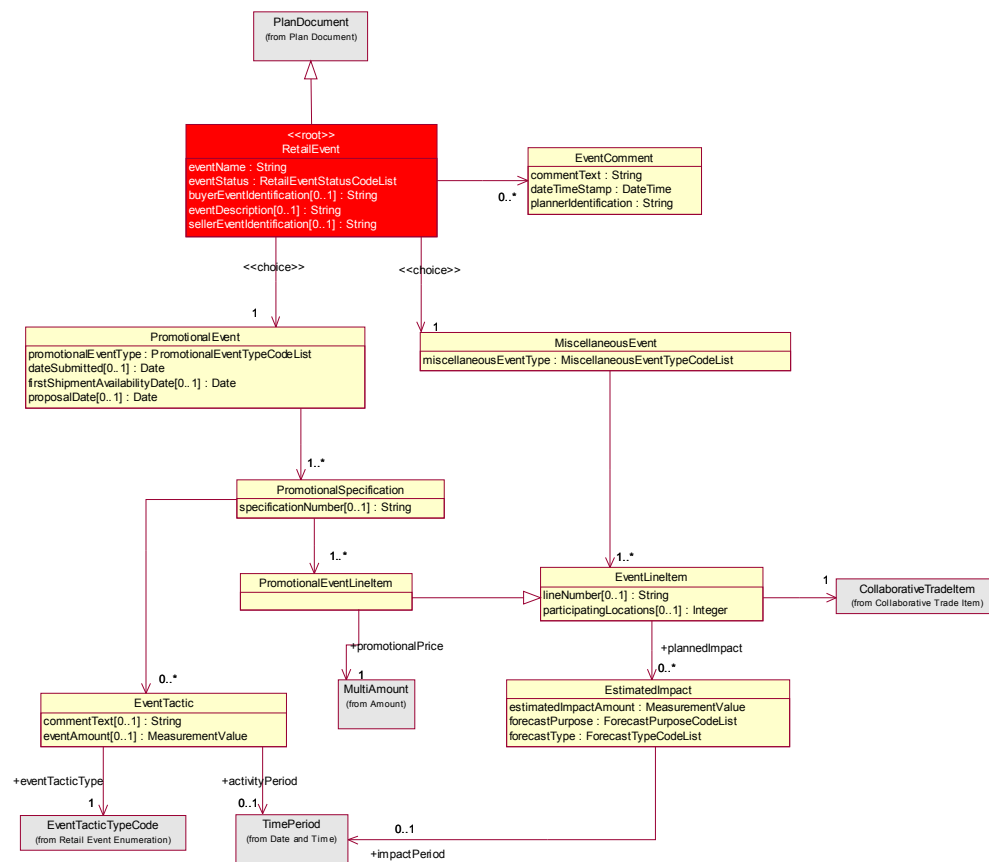 PlanDocument
(from Plan Document)
<<root>>
RetailEvent
eventName : String
eventStatus : RetailEventStatusCodeList
buyerEventIdentification[0..1] : String
eventDescription[0..1] : String
sellerEventIdentification[0..1] : String
EventComment
commentText : String
dateTimeStamp : DateTime
plannerIdentification : String
0..*
<<choice>>
<<choice>>
1
1
PromotionalEvent
promotionalEventType : PromotionalEventTypeCodeList
dateSubmitted[0..1] : Date
firstShipmentAvailabilityDate[0..1] : Date
proposalDate[0..1] : Date
MiscellaneousEvent
miscellaneousEventType : MiscellaneousEventTypeCodeList
1..*
PromotionalSpecification
specificationNumber[0..1] : String
1..*
1..*
PromotionalEventLineItem
EventLineItem
lineNumber[0..1] : String
participatingLocations[0..1] : Integer
1
CollaborativeTradeItem
(from Collaborative Trade Item)
+promotionalPrice
1
MultiAmount
(from Amount)
+plannedImpact
0..*
EstimatedImpact
estimatedImpactAmount : MeasurementValue
forecastPurpose : ForecastPurposeCodeList
forecastType : ForecastTypeCodeList
0..*
EventTactic
commentText[0..1] : String
eventAmount[0..1] : MeasurementValue
+eventTacticType
1
+activityPeriod
0..1
EventTacticTypeCode
(from Retail Event Enumeration)
TimePeriod
(from Date and Time)
0..1
+impactPeriod